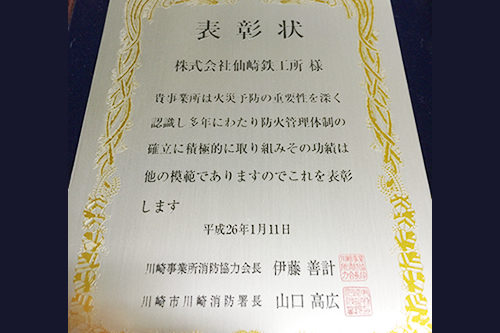 表彰状
株式会社仙崎鉄工所 様
貴事業所は火災予防の重要性を深く
認識し多年にわたり防火管理体制の
確立に積極的に取り組みその功績は
他の模範でありますのでこれを表彰
します
平成26年1月11日
川崎事業所消防協力会長 伊藤 善計
川崎市川崎消防署長 山口 高広